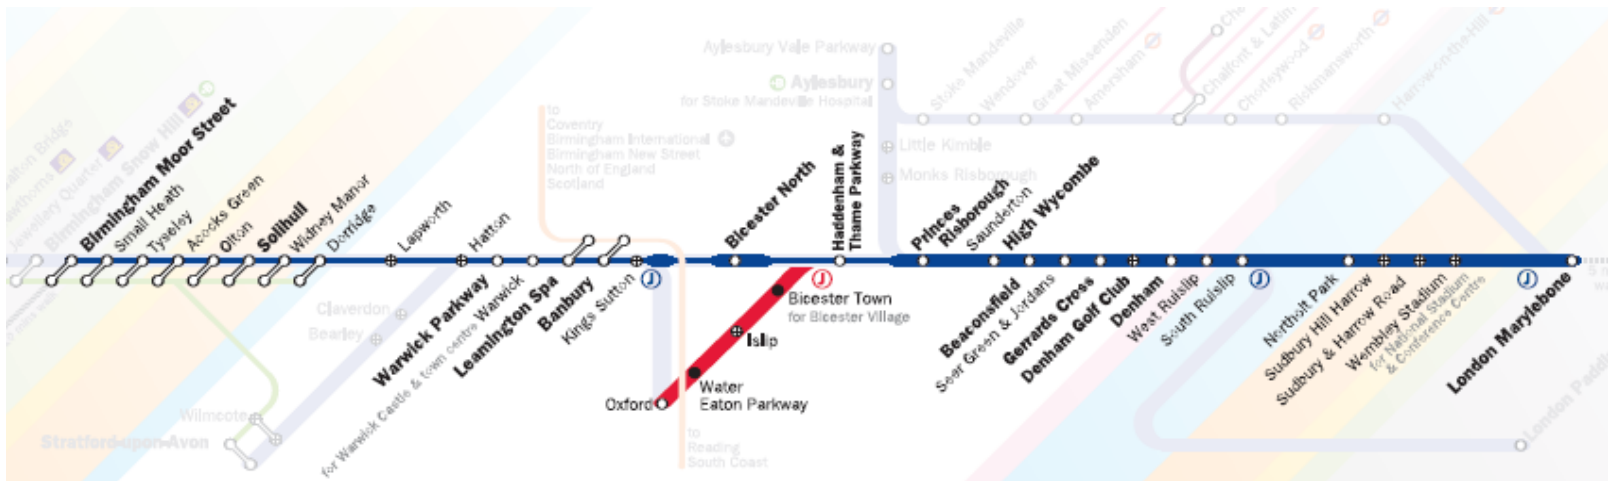 Jewellery Quarter
Birmingham Snow Hill
Birmingham Moor Street
Small Heath
Tyseley
Acocks Green
Olton
Solihull
Widney Manor
Dorridge
Lapworth
Hatton
Claverdon
Bearley
Wilmcote
Stratford-upon-Avon
Warwick Parkway
for Warwick Castle & town centre Warwick
Leamington Spa
Banbury
Kings Sutton
to
Coventry
Birmingham International
Birmingham New Street
North of England
Scotland
J
Bicester North
Haddenham &
Thame Parkway
J
Bicester Town
for Bicester Village
Islip
Water
Eaton Parkway
Oxford
to
Reading
South Coast
Aylesbury Vale Parkway
Aylesbury
for Stoke Mandeville Hospital
Little Kimble
Monks Risborough
Stoke Mandeville
Wendover
Great Missenden
Amersham
Chalfont & Latim
Chorleywood
Rickmansworth
Harrow-on-the-Hill
Princes
Risborough
Saunderton
High Wycombe
Beaconsfield
Seer Green & Jordans
Gerrards Cross
Denham Golf Club
Denham
West Ruislip
South Ruislip
J
Northolt Park
Sudbury Hill Harrow
Sudbury & Harrow Road
Wembley Stadium
for National Stadium
& Conference Centre
J
London Marylebone
London Padd